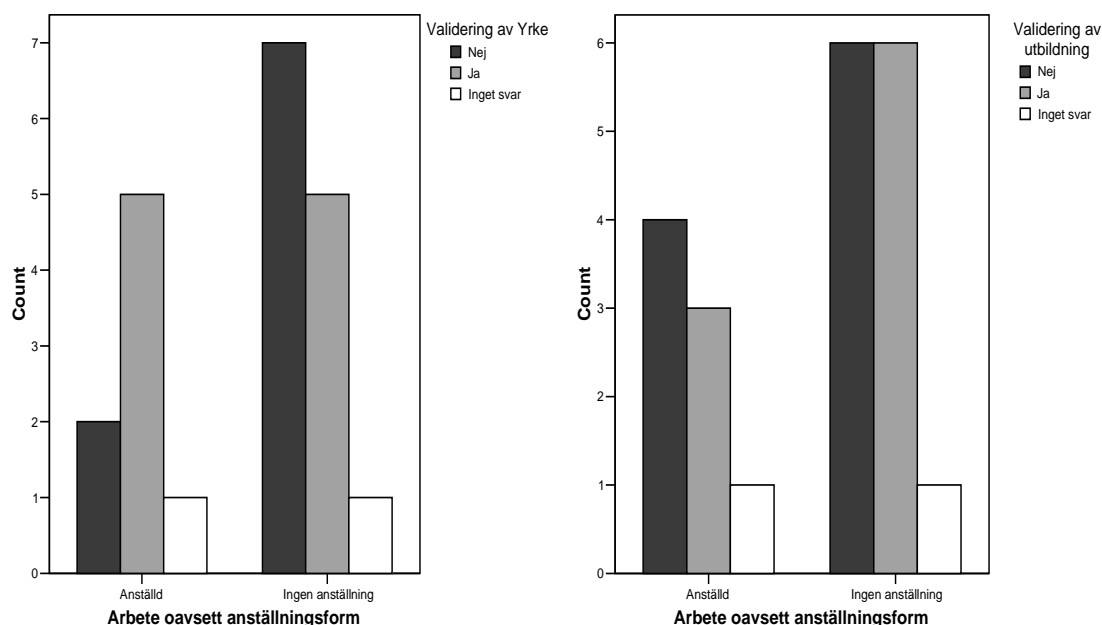 Validering av Yrke
Nej
Ja
Inget svar
7
6
5
4
3
2
1
0
Count
Anställd
Ingen anställning
Arbete oavsett anställningsform
Validering av
utbildning
Nej
Ja
Inget svar
6
5
4
3
2
1
0
Count
Anställd
Ingen anställning
Arbete oavsett anställningsform